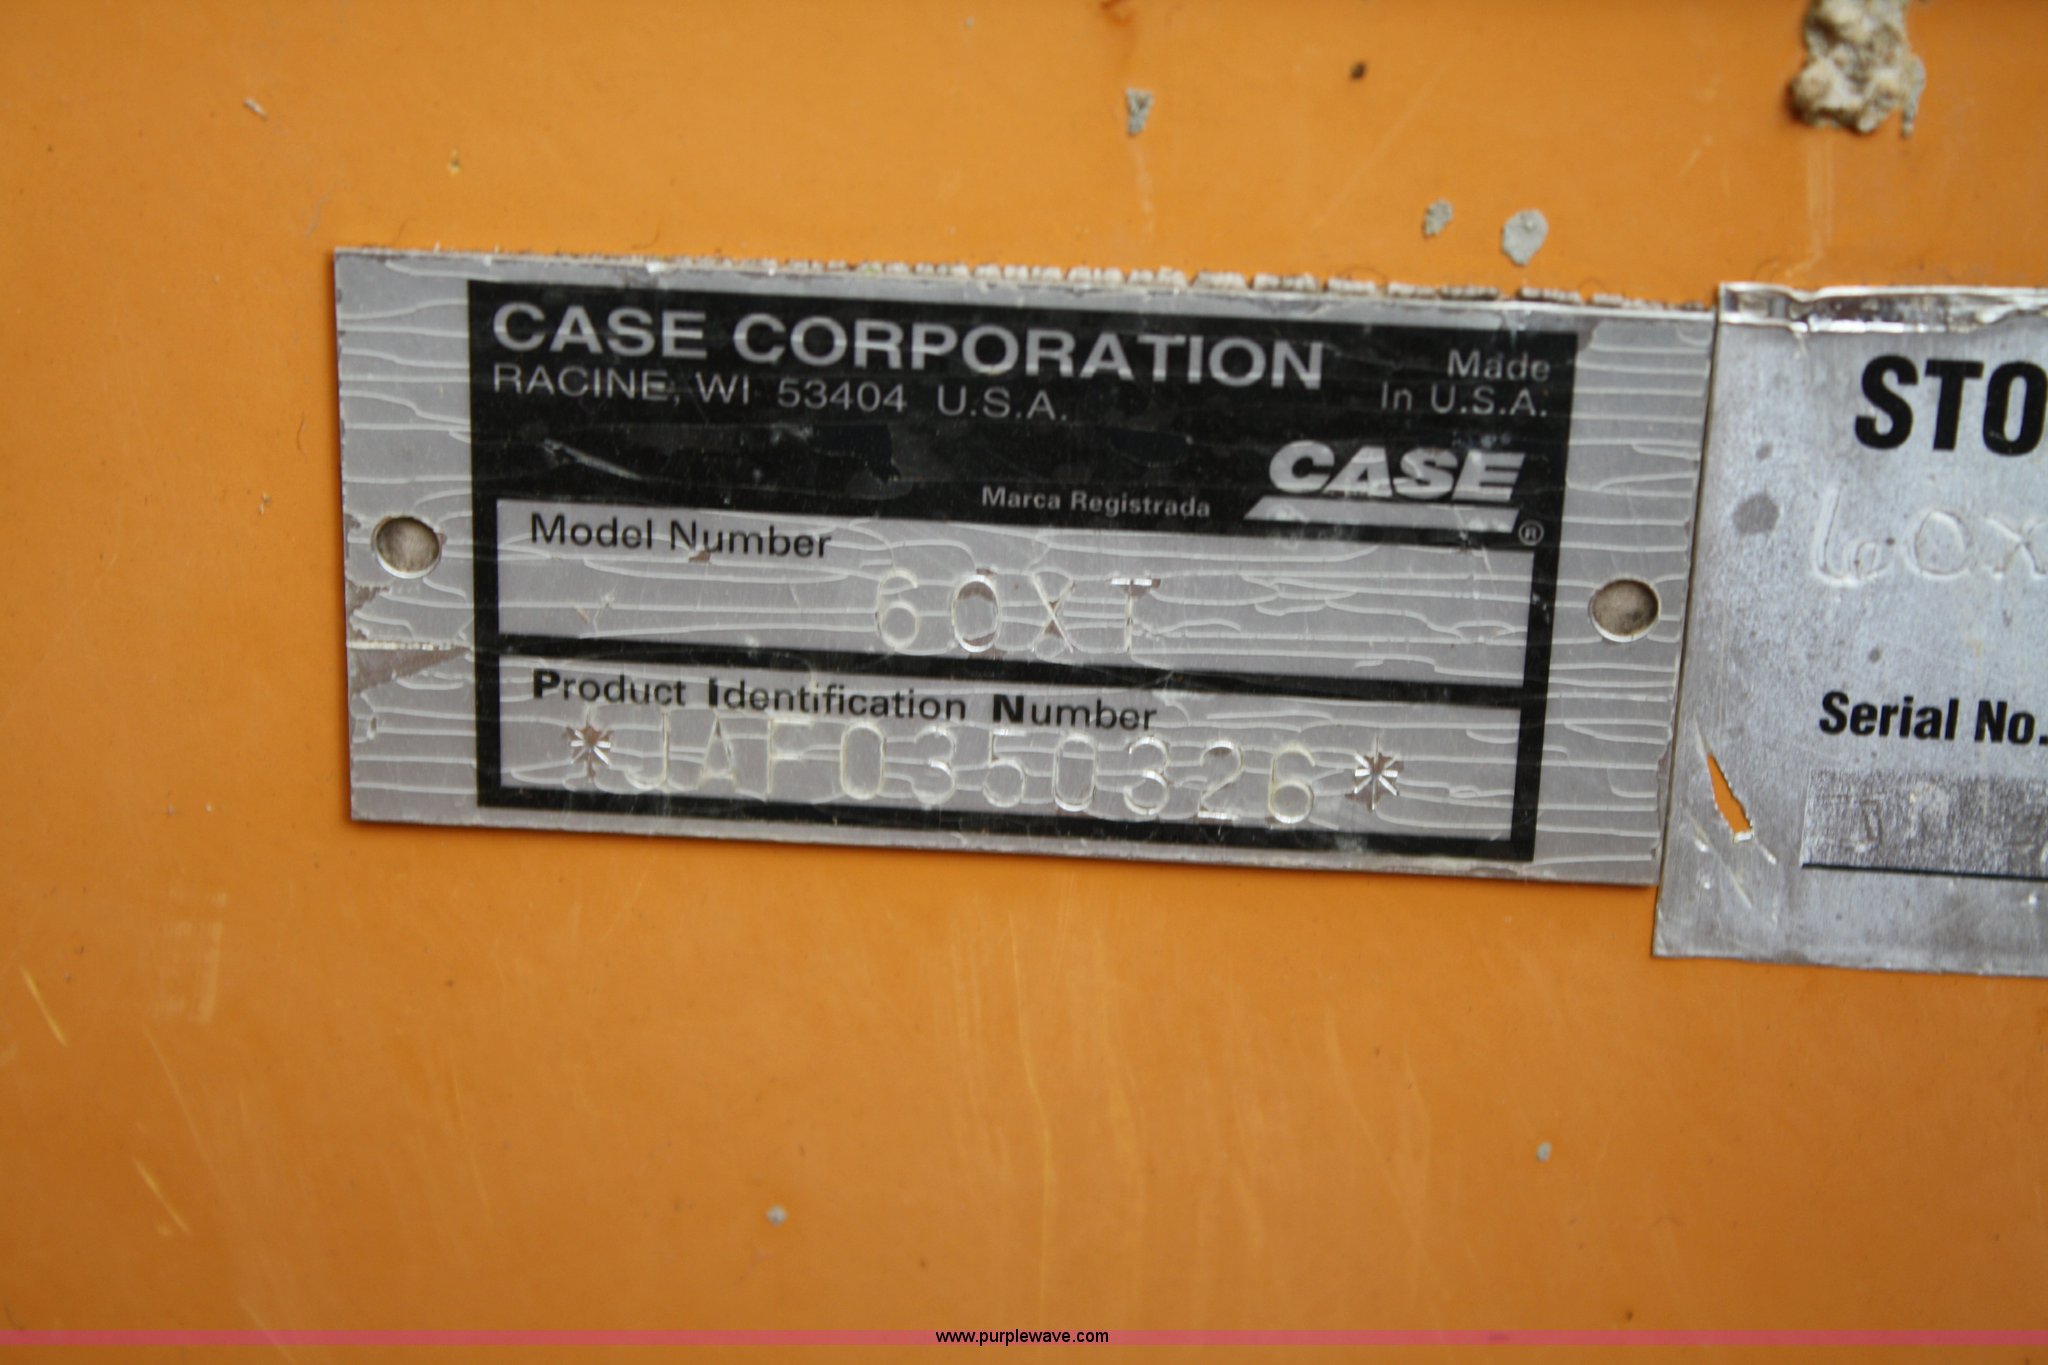 CASE CORPORATION
RACINE, WI 53404 U.S.A.
Made
In U.S.A.
CASE
Marca Registrada ®
Model Number
60XT
Product Identification Number
*JAF0350326*
STO
60X
Serial No.
www.purplewave.com